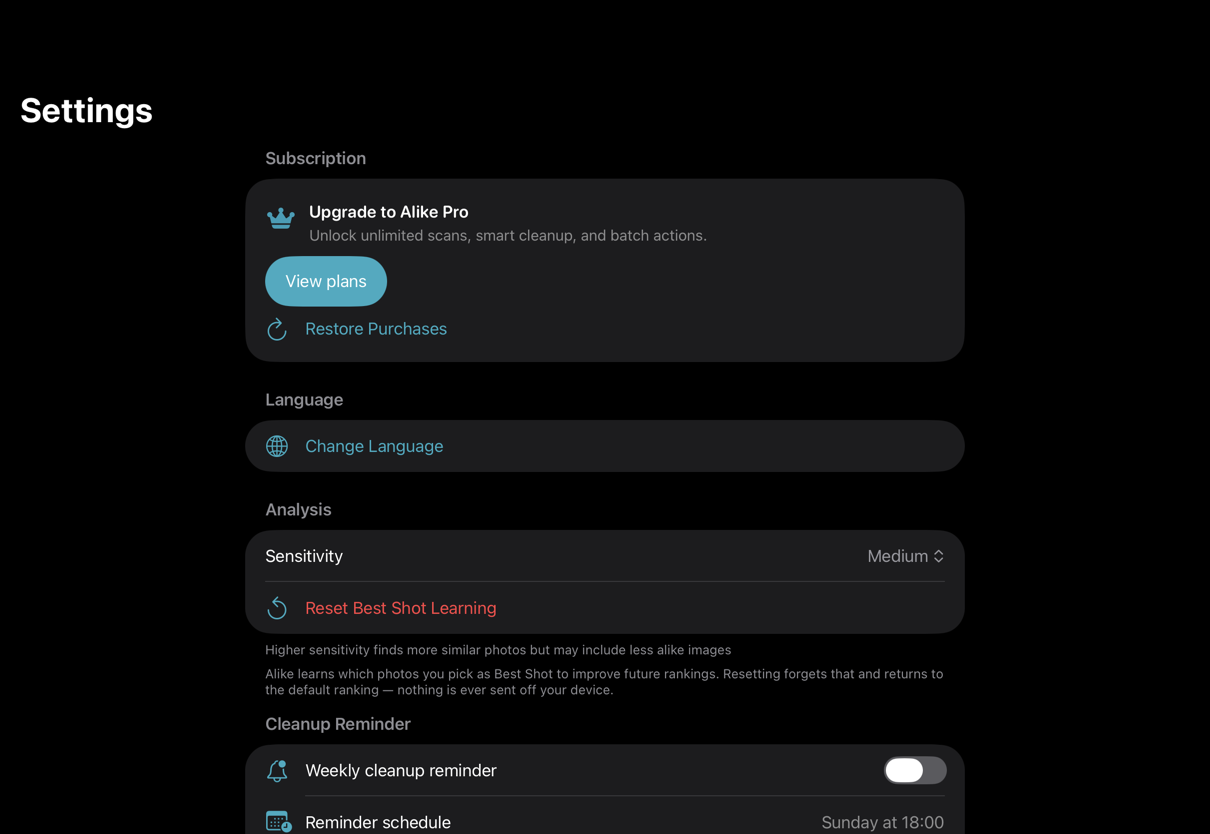 Settings
Subscription
Upgrade to Alike Pro
Unlock unlimited scans, smart cleanup, and batch actions.
View plans
Restore Purchases
Language
Change Language
Analysis
Sensitivity
Medium
Reset Best Shot Learning
Higher sensitivity finds more similar photos but may include less alike images
Alike learns which photos you pick as Best Shot to improve future rankings. Resetting forgets that and returns to
the default ranking — nothing is ever sent off your device.
Cleanup Reminder
Weekly cleanup reminder
Reminder schedule
Sunday at 18:00